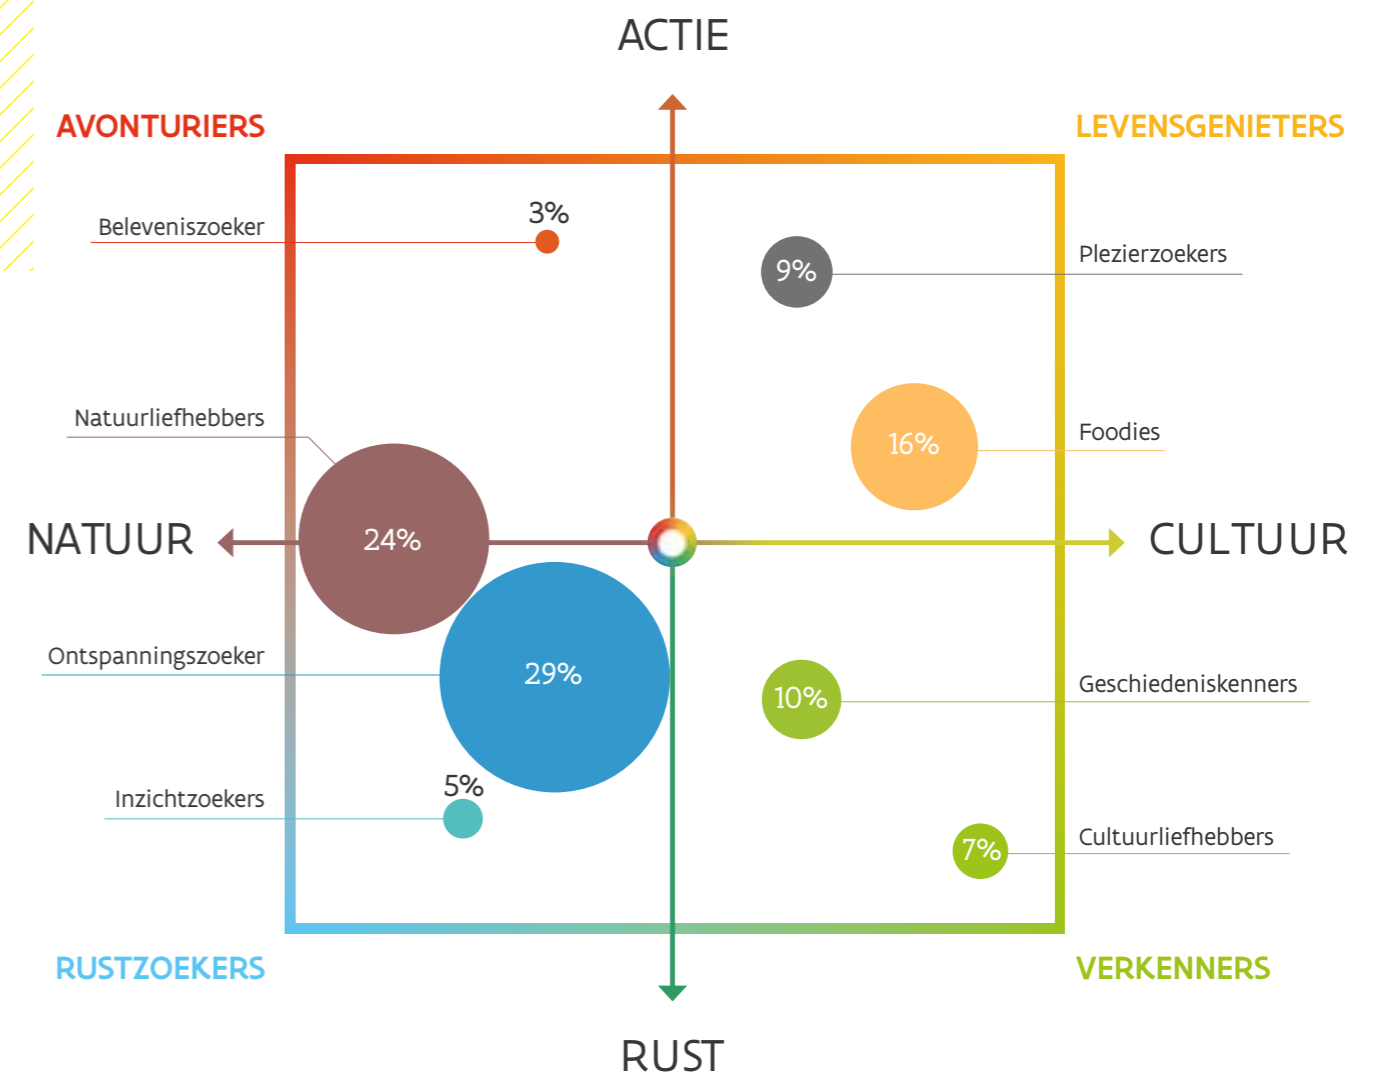 ACTIE
AVONTURIERS
LEVENSGENIETERS
Beleveniszoeker
3%
9%
Plezierzoekers
Natuurliefhebbers
16%
Foodies
NATUUR
24%
CULTUUR
Ontspanningszoeker
29%
10%
Geschiedeniskenners
Inzichtzoekers
5%
7%
Cultuurliefhebbers
RUSTZOEKERS
VERKENNERS
RUST